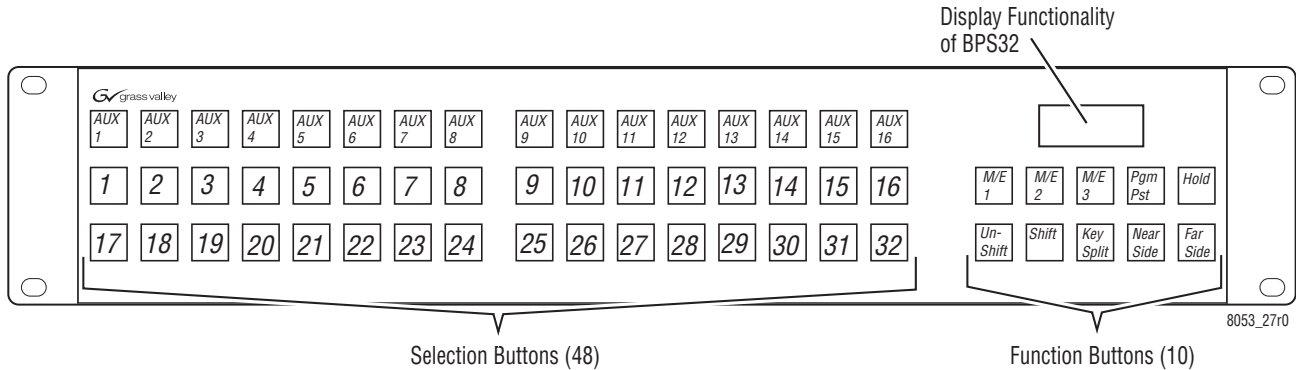 Display Functionality
of BPS32
GV grass valley
AUX 1 AUX 2 AUX 3 AUX 4 AUX 5 AUX 6 AUX 7 AUX 8 AUX 9 AUX 10 AUX 11 AUX 12 AUX 13 AUX 14 AUX 15 AUX 16
1 2 3 4 5 6 7 8 9 10 11 12 13 14 15 16
M/E 1 M/E 2 M/E 3 Pgm Pst Hold
17 18 19 20 21 22 23 24 25 26 27 28 29 30 31 32
Un-Shift Shift Key Split Near Side Far Side
8053_27r0
Selection Buttons (48)
Function Buttons (10)